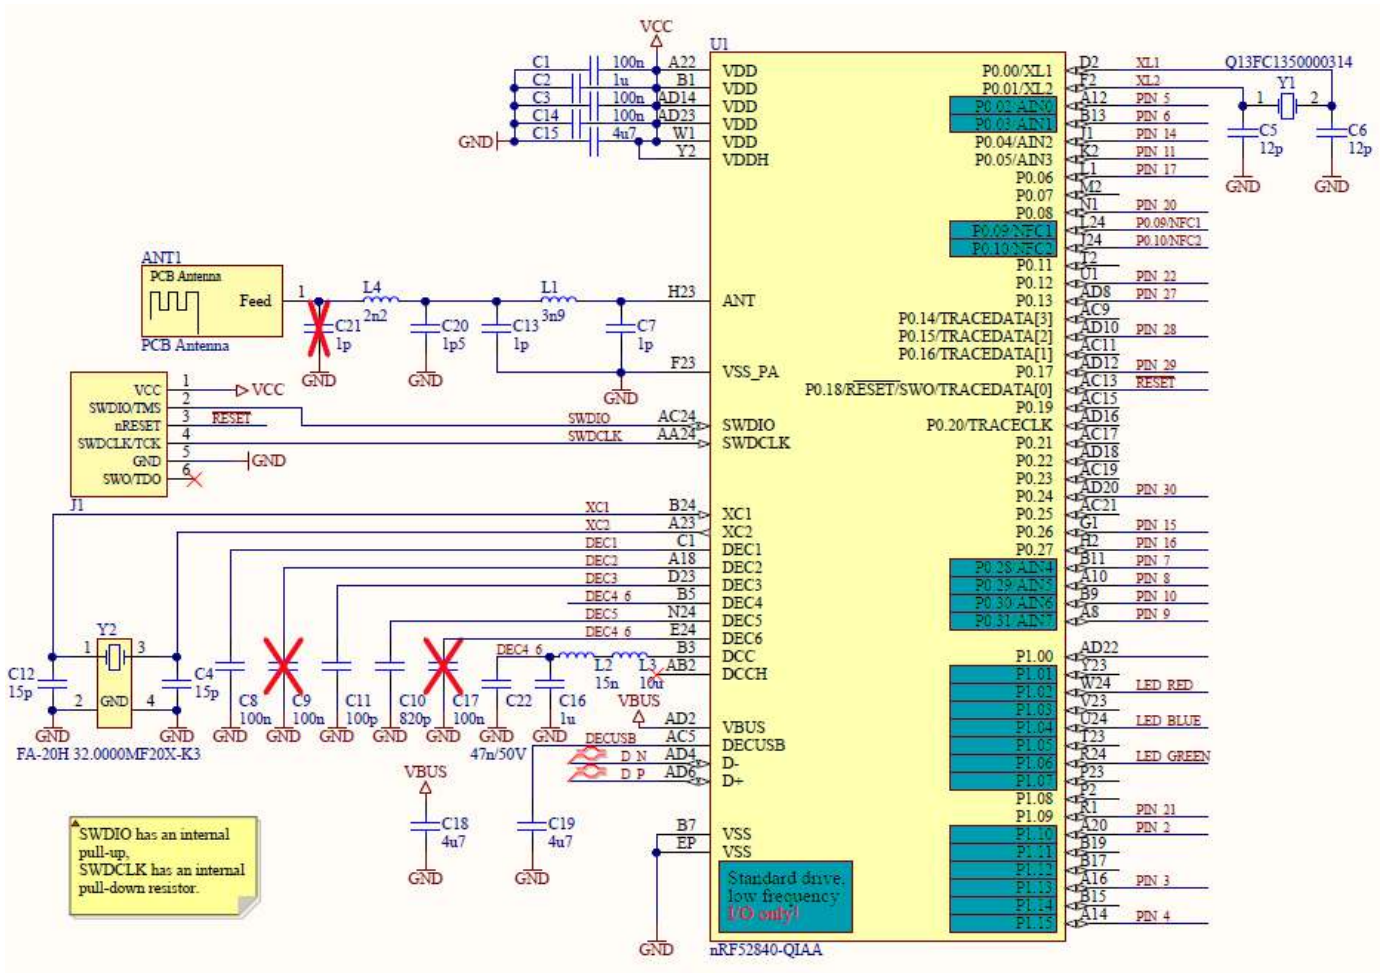 VCC
U1
C1 100n A22 VDD P0.00/XL1 D2 XL1 Q13FC1350000314
C2 1u B1 VDD P0.01/XL2 F2 XL2 Y1
C3 100n AD14 VDD P0.02/AIN0 A12 PIN 5 1 2
C14 100n AD23 VDD P0.03/AIN1 B13 PIN 6 C5 C6
GND C15 4u7 W1 VDD P0.04/AIN2 J1 PIN 14 12p 12p
Y2 VDDH P0.05/AIN3 K2 PIN 11
P0.06 L1 PIN 17 GND GND
P0.07 M2
P0.08 N1 PIN 20
P0.09/NFC1 L24 P0.09/NFC1
P0.10/NFC2 J24 P0.10/NFC2
ANT1 P0.11 T2
PCB Antenna P0.12 U1 PIN 22
Feed 1 L4 L1 H23 ANT P0.13 AD8 PIN 27
2n2 3n9 P0.14/TRACEDATA[3] AC9
C21 C20 C13 C7 P0.15/TRACEDATA[2] AD10 PIN 28
PCB Antenna 1p 1p5 1p 1p P0.16/TRACEDATA[1] AC11
GND GND F23 VSS_PA P0.17 AD12 PIN 29
VCC 1 VCC GND P0.18/RESET/SWO/TRACEDATA[0] AC13 RESET
SWDIO/TMS 2 P0.19 AC15
nRESET 3 RESET SWDIO AC24 SWDIO P0.20/TRACECLK AD16
SWDCLK/TCK 4 SWDCLK AA24 SWDCLK P0.21 AC17
GND 5 GND P0.22 AD18
SWO/TDO 6 P0.23 AC19
J1 P0.24 AD20 PIN 30
XC1 B24 XC1 P0.25 AC21
XC2 A23 XC2 P0.26 G1 PIN 15
DEC1 C1 DEC1 P0.27 H2 PIN 16
DEC2 A18 DEC2 P0.28/AIN4 B11 PIN 7
DEC3 D23 DEC3 P0.29/AIN5 A10 PIN 8
DEC4 6 B5 DEC4 P0.30/AIN6 B9 PIN 10
DEC5 N24 DEC5 P0.31/AIN7 A8 PIN 9
Y2 DEC4 6 E24 DEC6
1 3 DEC4 6 B3 DCC P1.00 AD22
C12 C4 L2 L3 AB2 DCCH P1.01 Y23
15p 15p 15n 10u P1.02 W24 LED RED
GND C8 C9 C11 C10 C17 C22 C16 VBUS P1.03 V23
2 4 100n 100n 100p 820p 100n 1u AD2 VBUS P1.04 U24 LED BLUE
GND GND GND GND GND GND GND GND GND DECUSB AC5 DECUSB P1.05 T23
FA-20H 32.0000MF20X-K3 47n/50V D N AD4 D- P1.06 R24 LED GREEN
VBUS D P AD6 D+ P1.07 P23
P1.08 P2
P1.09 R1 PIN 21
C18 C19 B7 VSS P1.10 A20 PIN 2
4u7 4u7 EP VSS P1.11 B19
P1.12 B17
GND GND P1.13 A16 PIN 3
P1.14 B15
P1.15 A14 PIN 4
SWDIO has an internal
pull-up,
SWDCLK has an internal
pull-down resistor.
Standard drive,
low frequency
I/O only!
GND nRF52840-QIAA